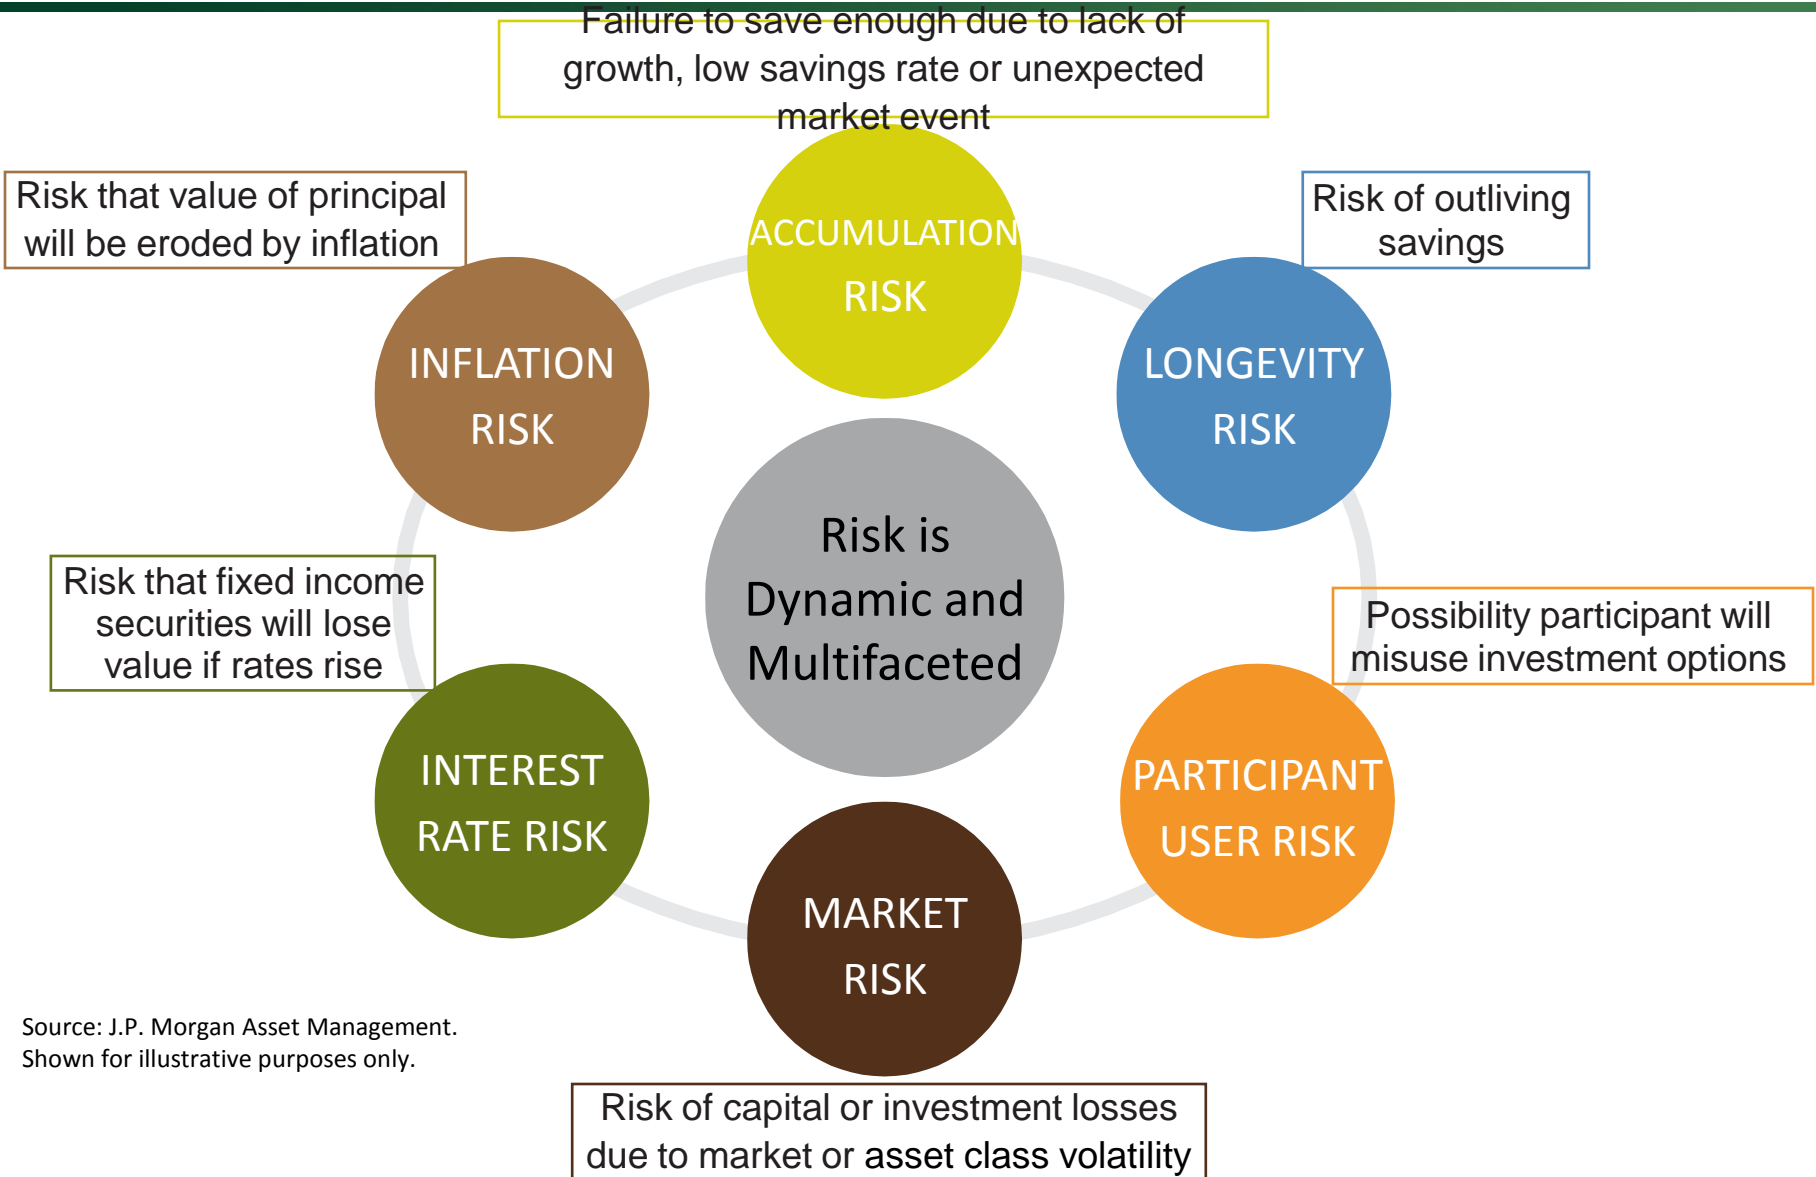 Failure to save enough due to lack of
growth, low savings rate or unexpected
market event
Risk that value of principal
will be eroded by inflation
ACCUMULATION
RISK
Risk of outliving
savings
INFLATION
RISK
LONGEVITY
RISK
Risk is
Dynamic and
Multifaceted
Risk that fixed income
securities will lose
value if rates rise
Possibility participant will
misuse investment options
INTEREST
RATE RISK
PARTICIPANT
USER RISK
MARKET
RISK
Source: J.P. Morgan Asset Management.
Shown for illustrative purposes only.
Risk of capital or investment losses
due to market or asset class volatility